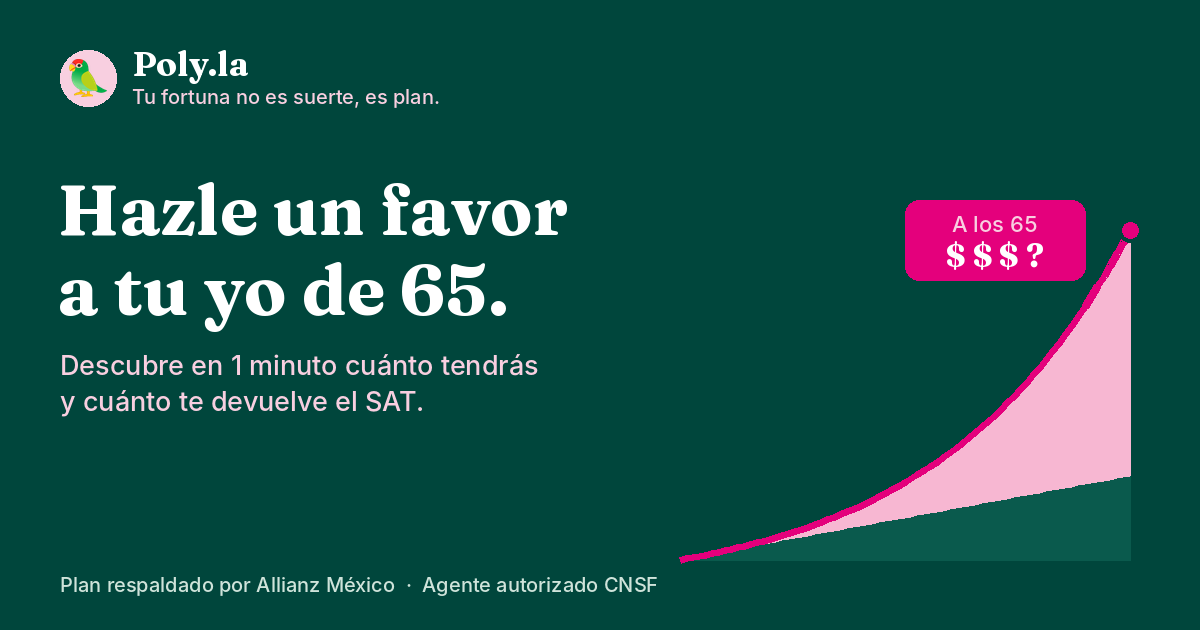 Poly.la
Tu fortuna no es suerte, es plan.
Hazle un favor
a tu yo de 65.
Descubre en 1 minuto cuánto tendrás
y cuánto te devuelve el SAT.
A los 65
$$$?
Plan respaldado por Allianz México · Agente autorizado CNSF